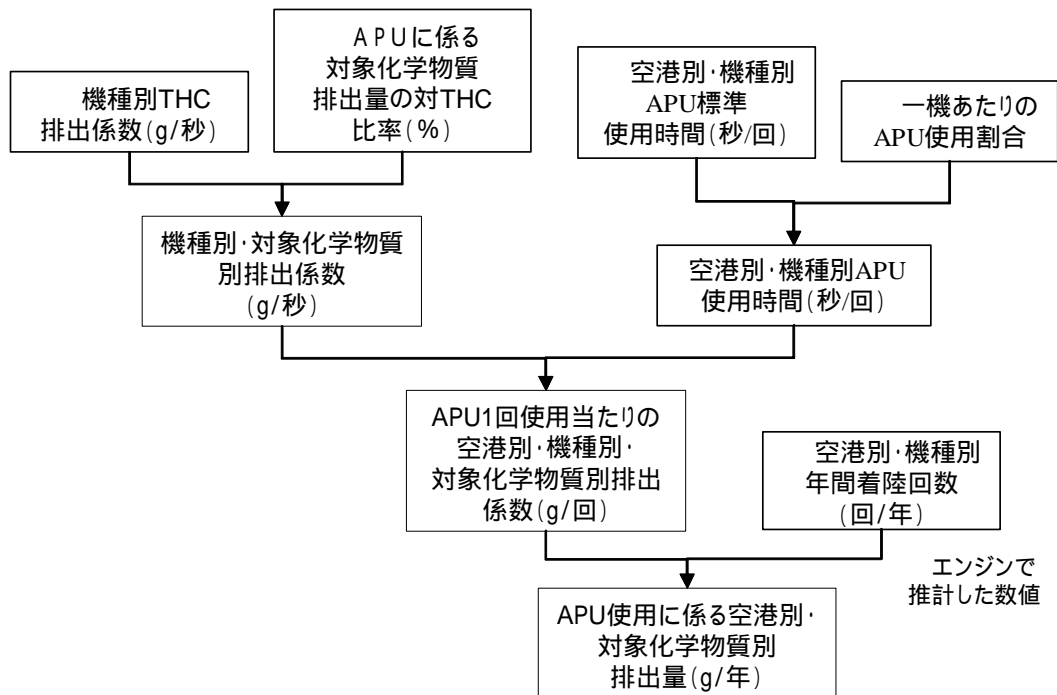 機種別THC
排出係数(g/秒)
APUに係る
対象化学物質
排出量の対THC
比率(%)
空港別・機種別
APU標準
使用時間(秒/回)
一機あたりの
APU使用割合
機種別・対象化学物質
別排出係数
(g/秒)
空港別・機種別APU
使用時間(秒/回)
APU1回使用当たりの
空港別・機種別・
対象化学物質別排出
係数(g/回)
空港別・機種別
年間着陸回数
(回/年)
エンジンで
推計した数値
APU使用に係る空港別・
対象化学物質別
排出量(g/年)